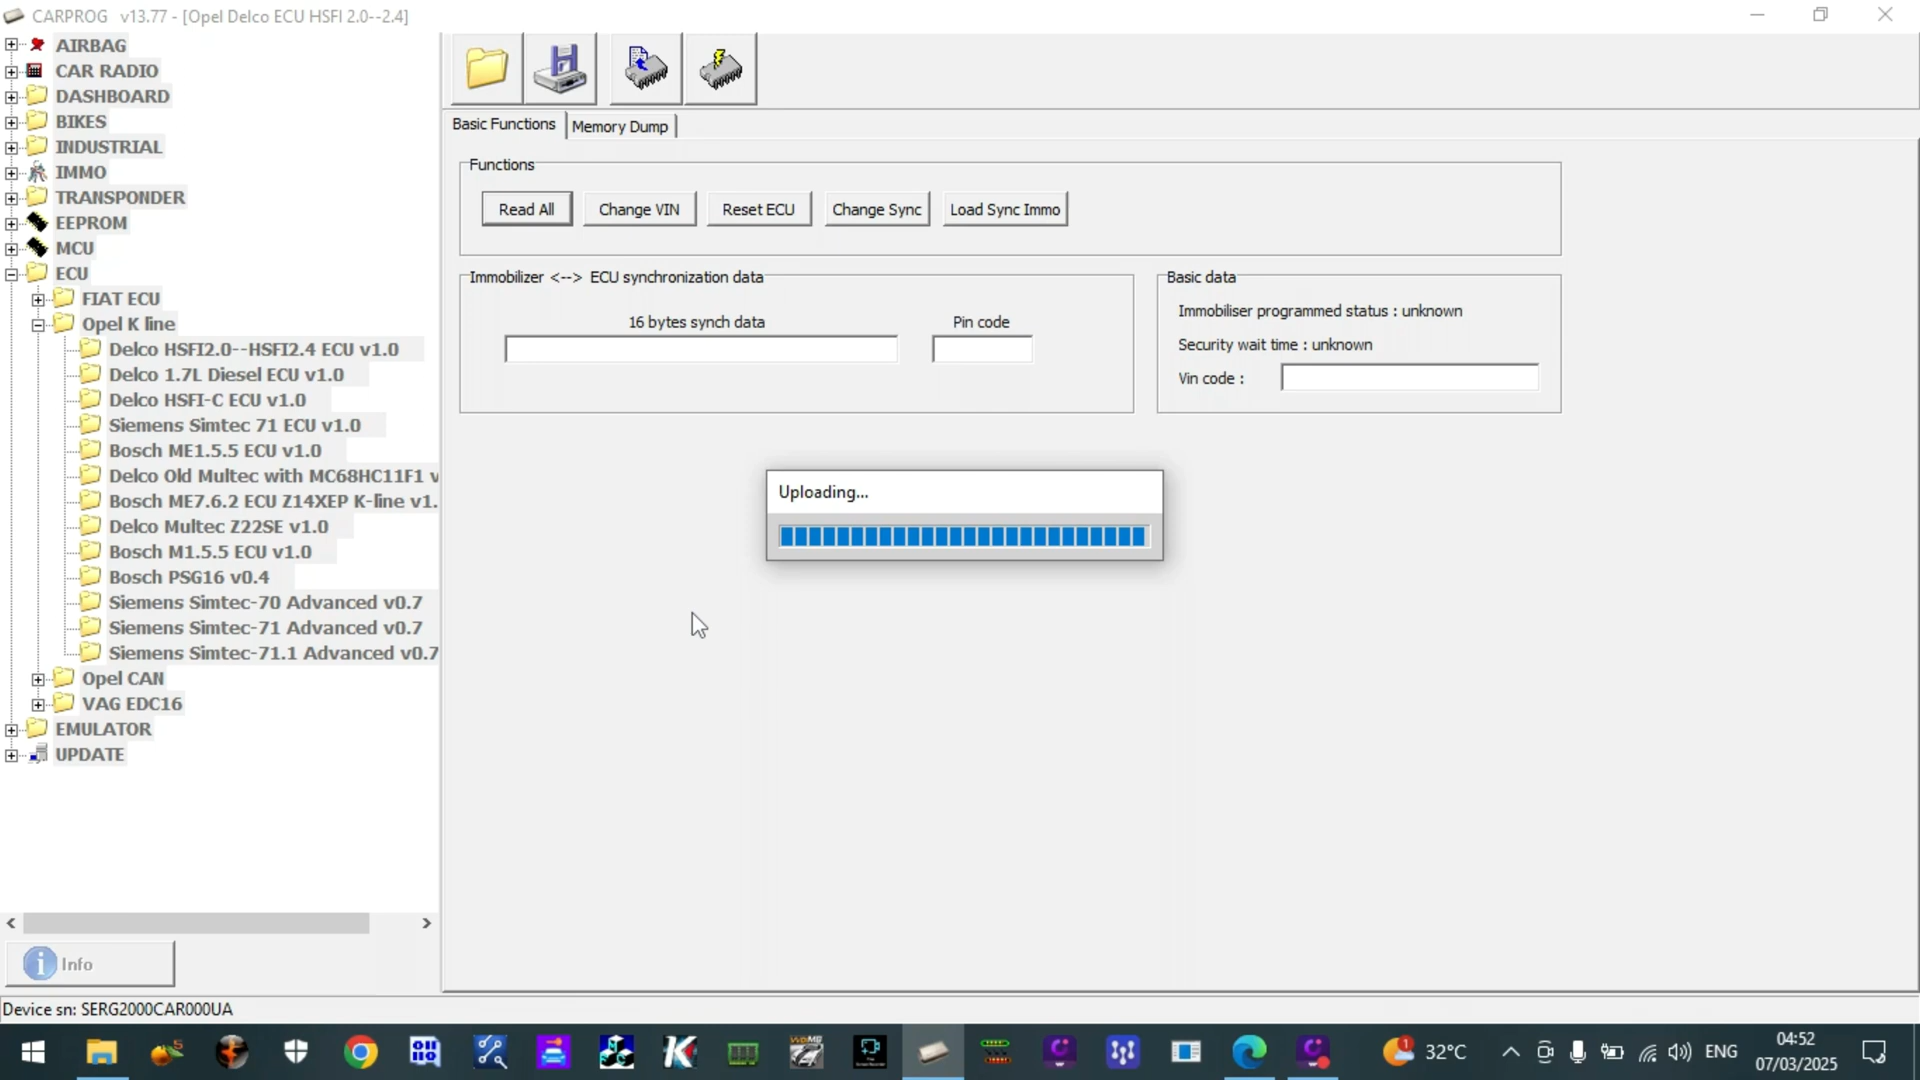 CARPROG v13.77 - [Opel Delco ECU HSFI 2.0--2.4]
AIRBAG
CAR RADIO
DASHBOARD
BIKES
INDUSTRIAL
IMMO
TRANSPONDER
EEPROM
MCU
ECU
FIAT ECU
Opel K line
Delco HSFI2.0--HSFI2.4 ECU v1.0
Delco 1.7L Diesel ECU v1.0
Delco HSFI-C ECU v1.0
Siemens Simtec 71 ECU v1.0
Bosch ME1.5.5 ECU v1.0
Delco Old Multec with MC68HC11F1 v
Bosch ME7.6.2 ECU Z14XEP K-line v1.
Delco Multec Z22SE v1.0
Bosch M1.5.5 ECU v1.0
Bosch PSG16 v0.4
Siemens Simtec-70 Advanced v0.7
Siemens Simtec-71 Advanced v0.7
Siemens Simtec-71.1 Advanced v0.7
Opel CAN
VAG EDC16
EMULATOR
UPDATE
Info
Device sn: SERG2000CAR000UA
Basic Functions Memory Dump
Functions
Read All Change VIN Reset ECU Change Sync Load Sync Immo
Immobilizer <--> ECU synchronization data
16 bytes synch data Pin code
Basic data
Immobiliser programmed status : unknown
Security wait time : unknown
Vin code :
Uploading...
1 32°C ENG
04:52
07/03/2025